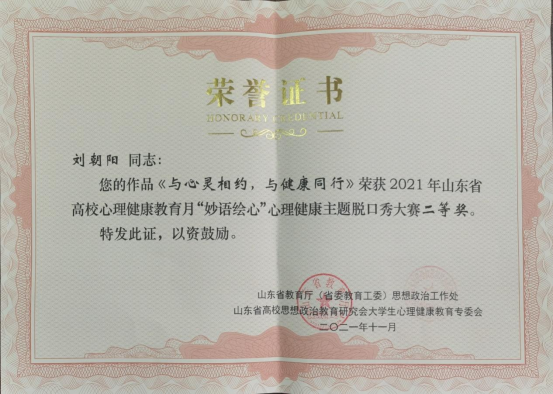 荣誉证书
HONORARY CREDENTIAL
刘朝阳 同志：
您的作品《与心灵相约，与健康同行》荣获2021年山东省
高校心理健康教育月“妙语绘心”心理健康主题脱口秀大赛二等奖。
特发此证，以资鼓励。
山东省教育厅（省委教育工委）思想政治工作处
山东省高校思想政治教育研究会大学生心理健康教育专委会
二〇二一年十一月